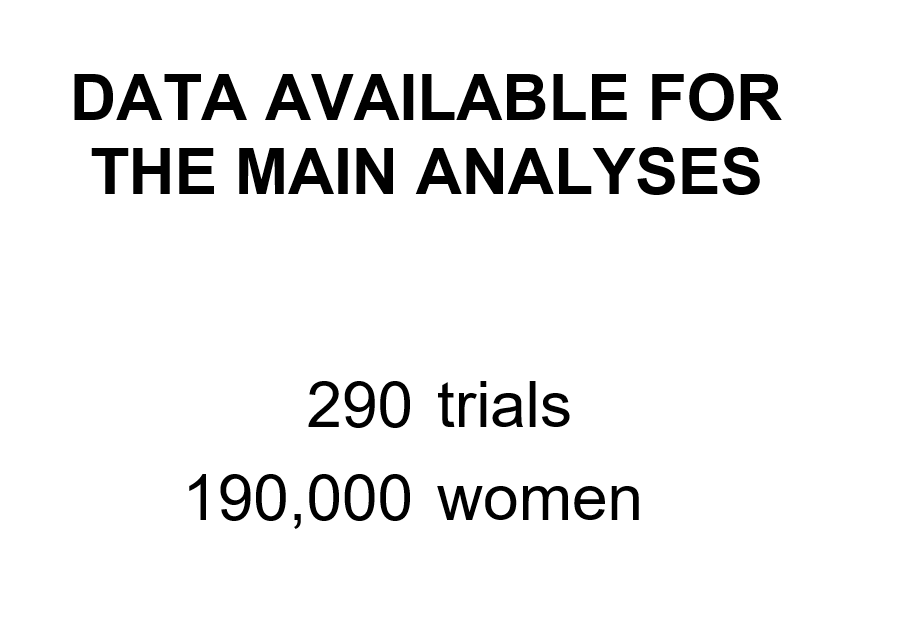 DATA AVAILABLE FOR
THE MAIN ANALYSES
290 trials
190,000 women